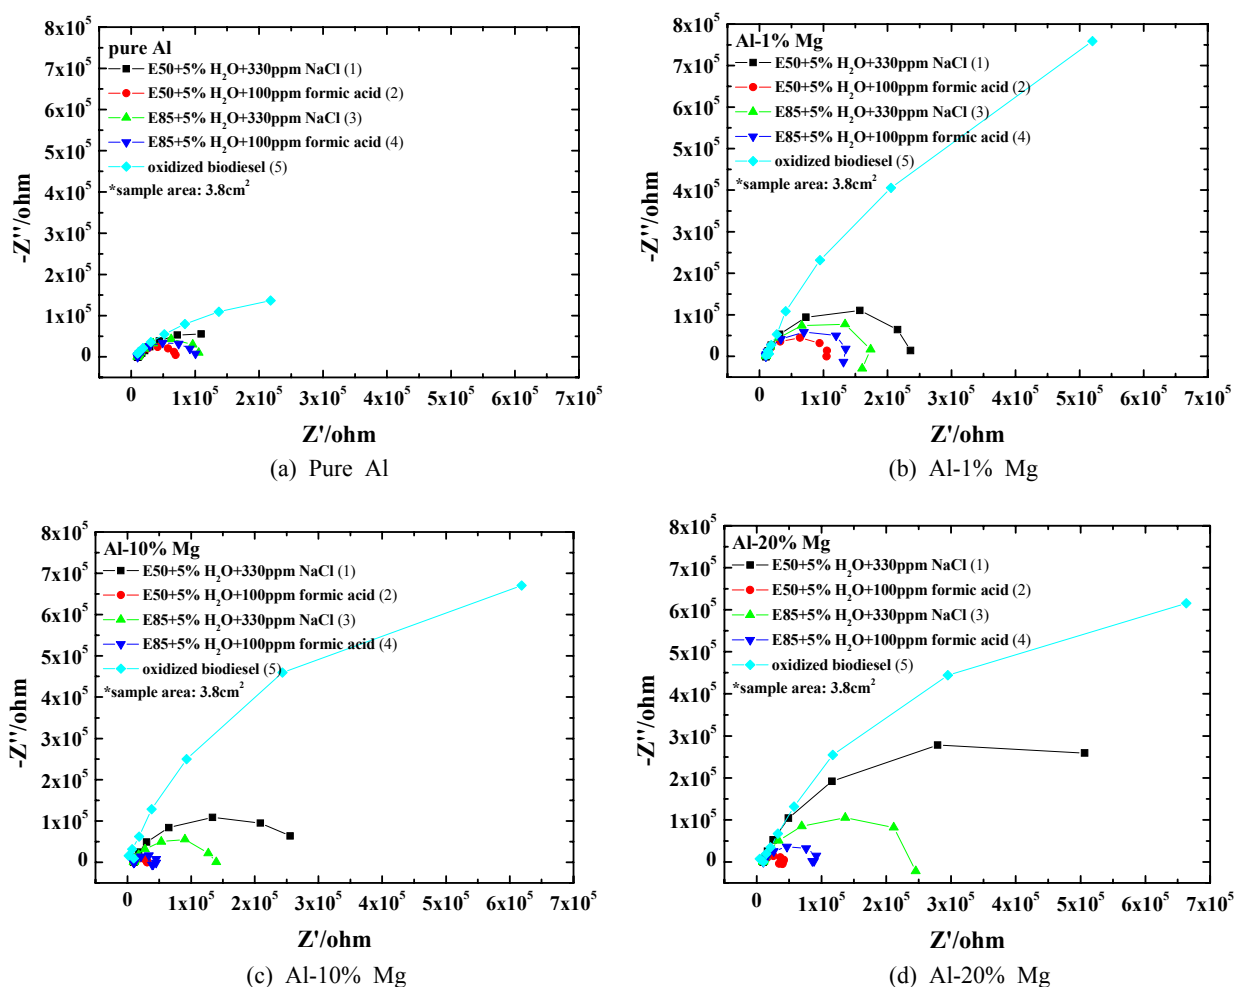 8x10^5
7x10^5
6x10^5
5x10^5
4x10^5
3x10^5
2x10^5
1x10^5
0
-Z''/ohm
pure Al
E50+5% H₂O+330ppm NaCl (1)
E50+5% H₂O+100ppm formic acid (2)
E85+5% H₂O+330ppm NaCl (3)
E85+5% H₂O+100ppm formic acid (4)
oxidized biodiesel (5)
*sample area: 3.8cm²
0 1x10^5 2x10^5 3x10^5 4x10^5 5x10^5 6x10^5 7x10^5
Z'/ohm
(a) Pure Al
8x10^5
7x10^5
6x10^5
5x10^5
4x10^5
3x10^5
2x10^5
1x10^5
0
-Z''/ohm
Al-1% Mg
E50+5% H₂O+330ppm NaCl (1)
E50+5% H₂O+100ppm formic acid (2)
E85+5% H₂O+330ppm NaCl (3)
E85+5% H₂O+100ppm formic acid (4)
oxidized biodiesel (5)
*sample area: 3.8cm²
0 1x10^5 2x10^5 3x10^5 4x10^5 5x10^5 6x10^5 7x10^5
Z'/ohm
(b) Al-1% Mg
8x10^5
7x10^5
6x10^5
5x10^5
4x10^5
3x10^5
2x10^5
1x10^5
0
-Z''/ohm
Al-10% Mg
E50+5% H₂O+330ppm NaCl (1)
E50+5% H₂O+100ppm formic acid (2)
E85+5% H₂O+330ppm NaCl (3)
E85+5% H₂O+100ppm formic acid (4)
oxidized biodiesel (5)
*sample area: 3.8cm²
0 1x10^5 2x10^5 3x10^5 4x10^5 5x10^5 6x10^5 7x10^5
Z'/ohm
(c) Al-10% Mg
8x10^5
7x10^5
6x10^5
5x10^5
4x10^5
3x10^5
2x10^5
1x10^5
0
-Z''/ohm
Al-20% Mg
E50+5% H₂O+330ppm NaCl (1)
E50+5% H₂O+100ppm formic acid (2)
E85+5% H₂O+330ppm NaCl (3)
E85+5% H₂O+100ppm formic acid (4)
oxidized biodiesel (5)
*sample area: 3.8cm²
0 1x10^5 2x10^5 3x10^5 4x10^5 5x10^5 6x10^5 7x10^5
Z'/ohm
(d) Al-20% Mg